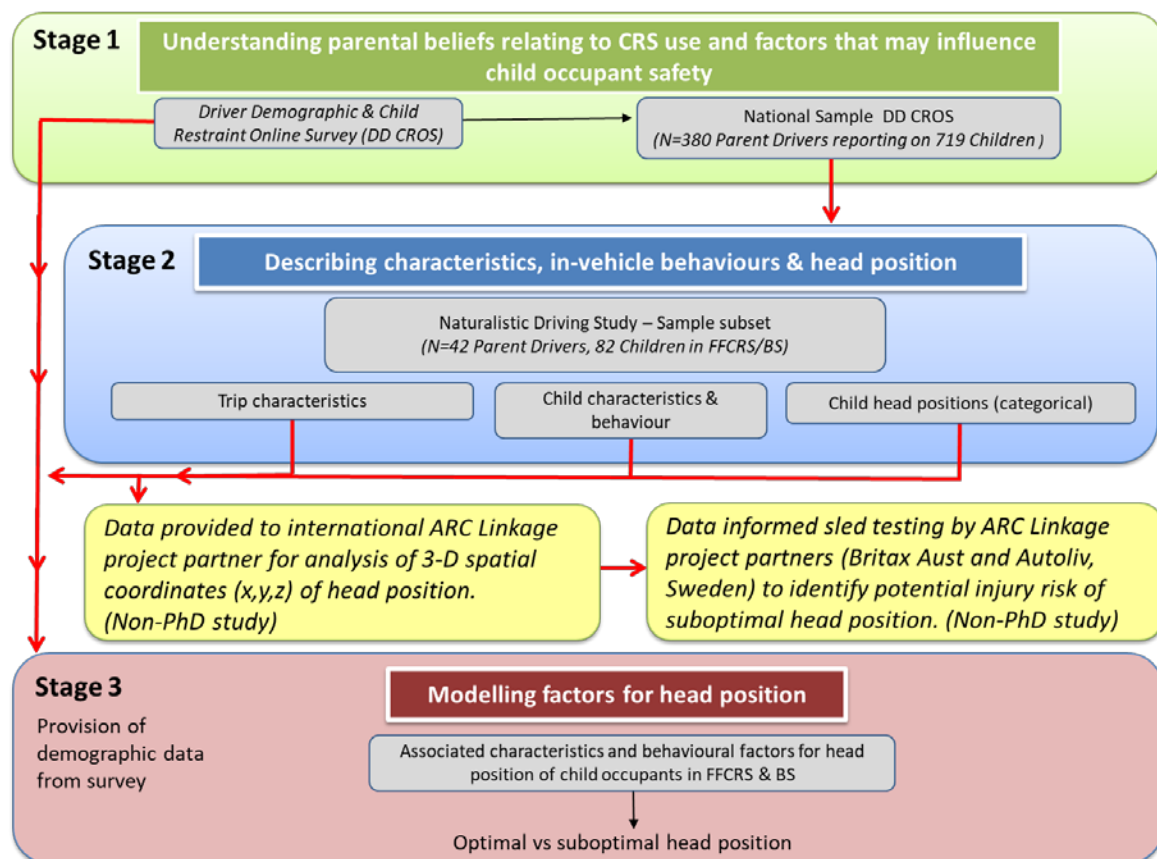 Stage 1
Understanding parental beliefs relating to CRS use and factors that may influence
child occupant safety
Driver Demographic & Child
Restraint Online Survey (DD CROS)
National Sample DD CROS
(N=380 Parent Drivers reporting on 719 Children )
Stage 2
Describing characteristics, in-vehicle behaviours & head position
Naturalistic Driving Study – Sample subset
(N=42 Parent Drivers, 82 Children in FFCRS/BS)
Trip characteristics
Child characteristics &
behaviour
Child head positions (categorical)
Data provided to international ARC Linkage
project partner for analysis of 3-D spatial
coordinates (x,y,z) of head position.
(Non-PhD study)
Data informed sled testing by ARC Linkage
project partners (Britax Aust and Autoliv,
Sweden) to identify potential injury risk of
suboptimal head position. (Non-PhD study)
Stage 3
Provision of
demographic data
from survey
Modelling factors for head position
Associated characteristics and behavioural factors for head
position of child occupants in FFCRS & BS
Optimal vs suboptimal head position